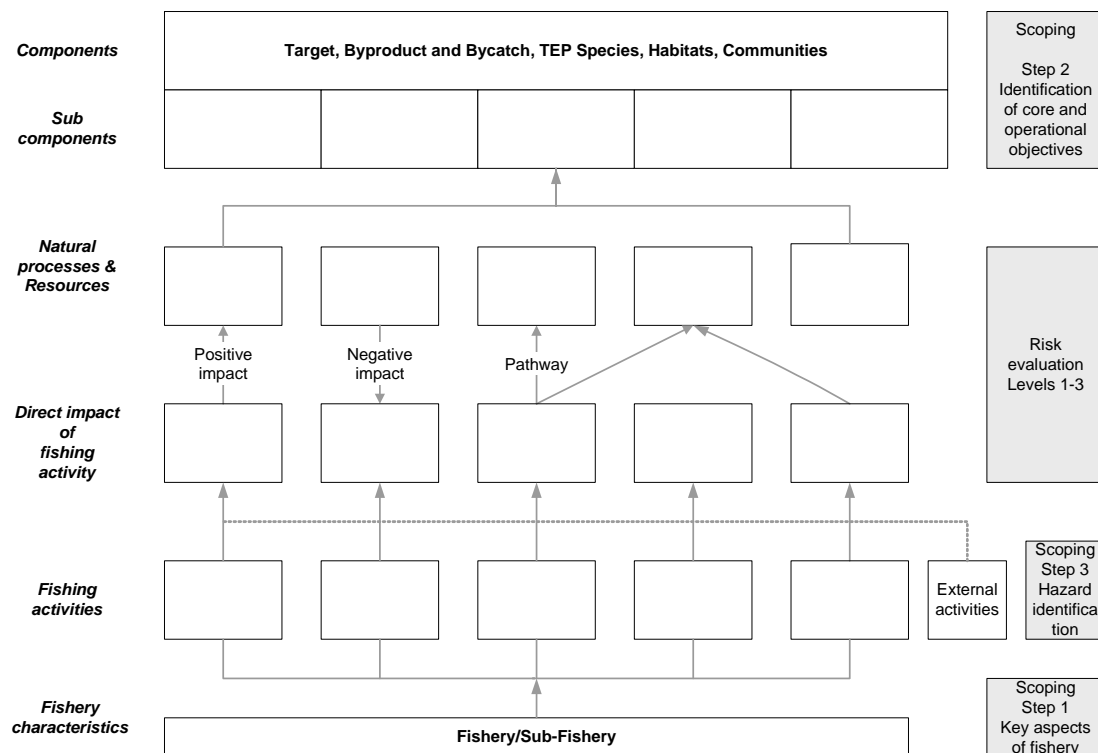 Components
Target, Byproduct and Bycatch, TEP Species, Habitats, Communities
Scoping
Step 2
Identification
of core and
operational
objectives
Sub
components
Natural
processes &
Resources
Positive
impact
Negative
impact
Pathway
Risk
evaluation
Levels 1-3
Direct impact
of
fishing
activity
Fishing
activities
External
activities
Scoping
Step 3
Hazard
identifica
tion
Fishery
characteristics
Fishery/Sub-Fishery
Scoping
Step 1
Key aspects
of fishery